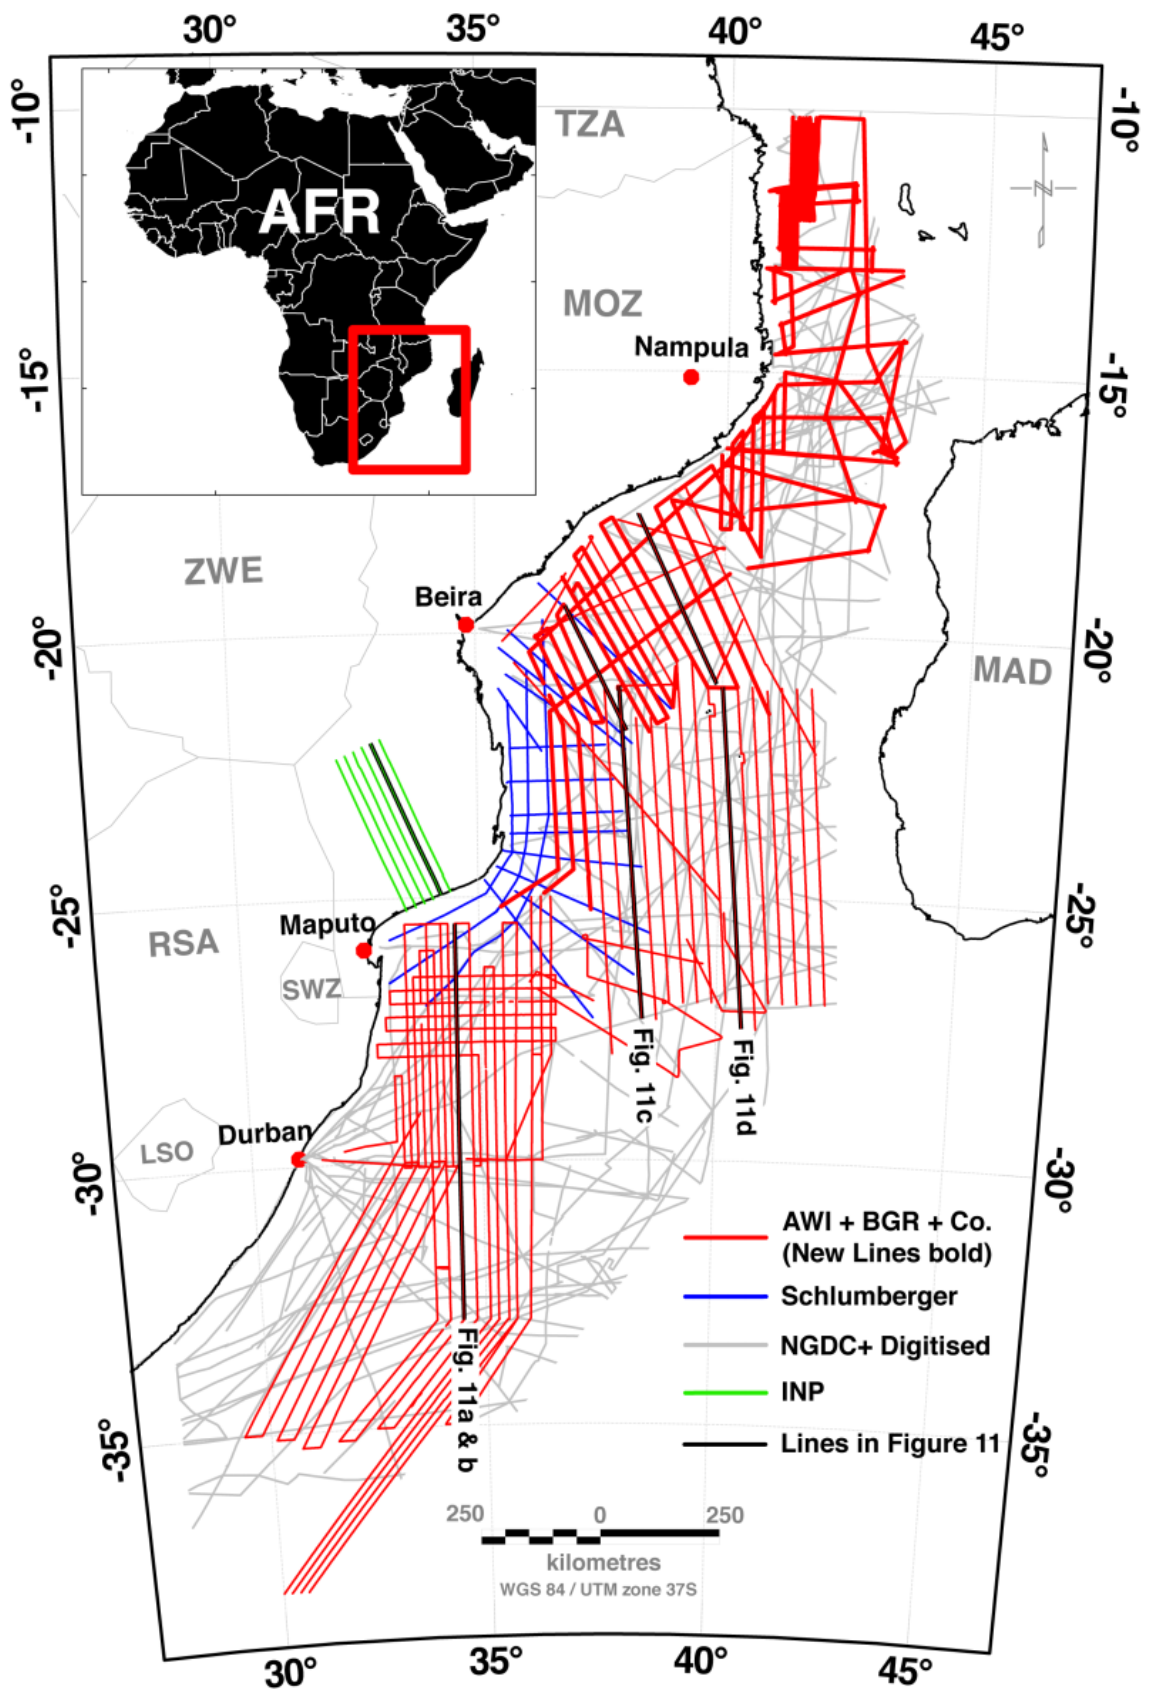 30° 35° 40° 45°
-10° -10°
TZA
AFR
MOZ
Nampula
-15° -15°
ZWE
Beira
-20° -20°
MAD
-25° -25°
Maputo
RSA
SWZ
Fig. 11c
Fig. 11d
Durban
LSO
-30° -30°
AWI + BGR + Co.
(New Lines bold)
Schlumberger
NGDC+ Digitised
INP
Lines in Figure 11
Fig. 11a & b
-35° -35°
250 0 250
kilometres
WGS 84 / UTM zone 37S
30° 35° 40° 45°
N